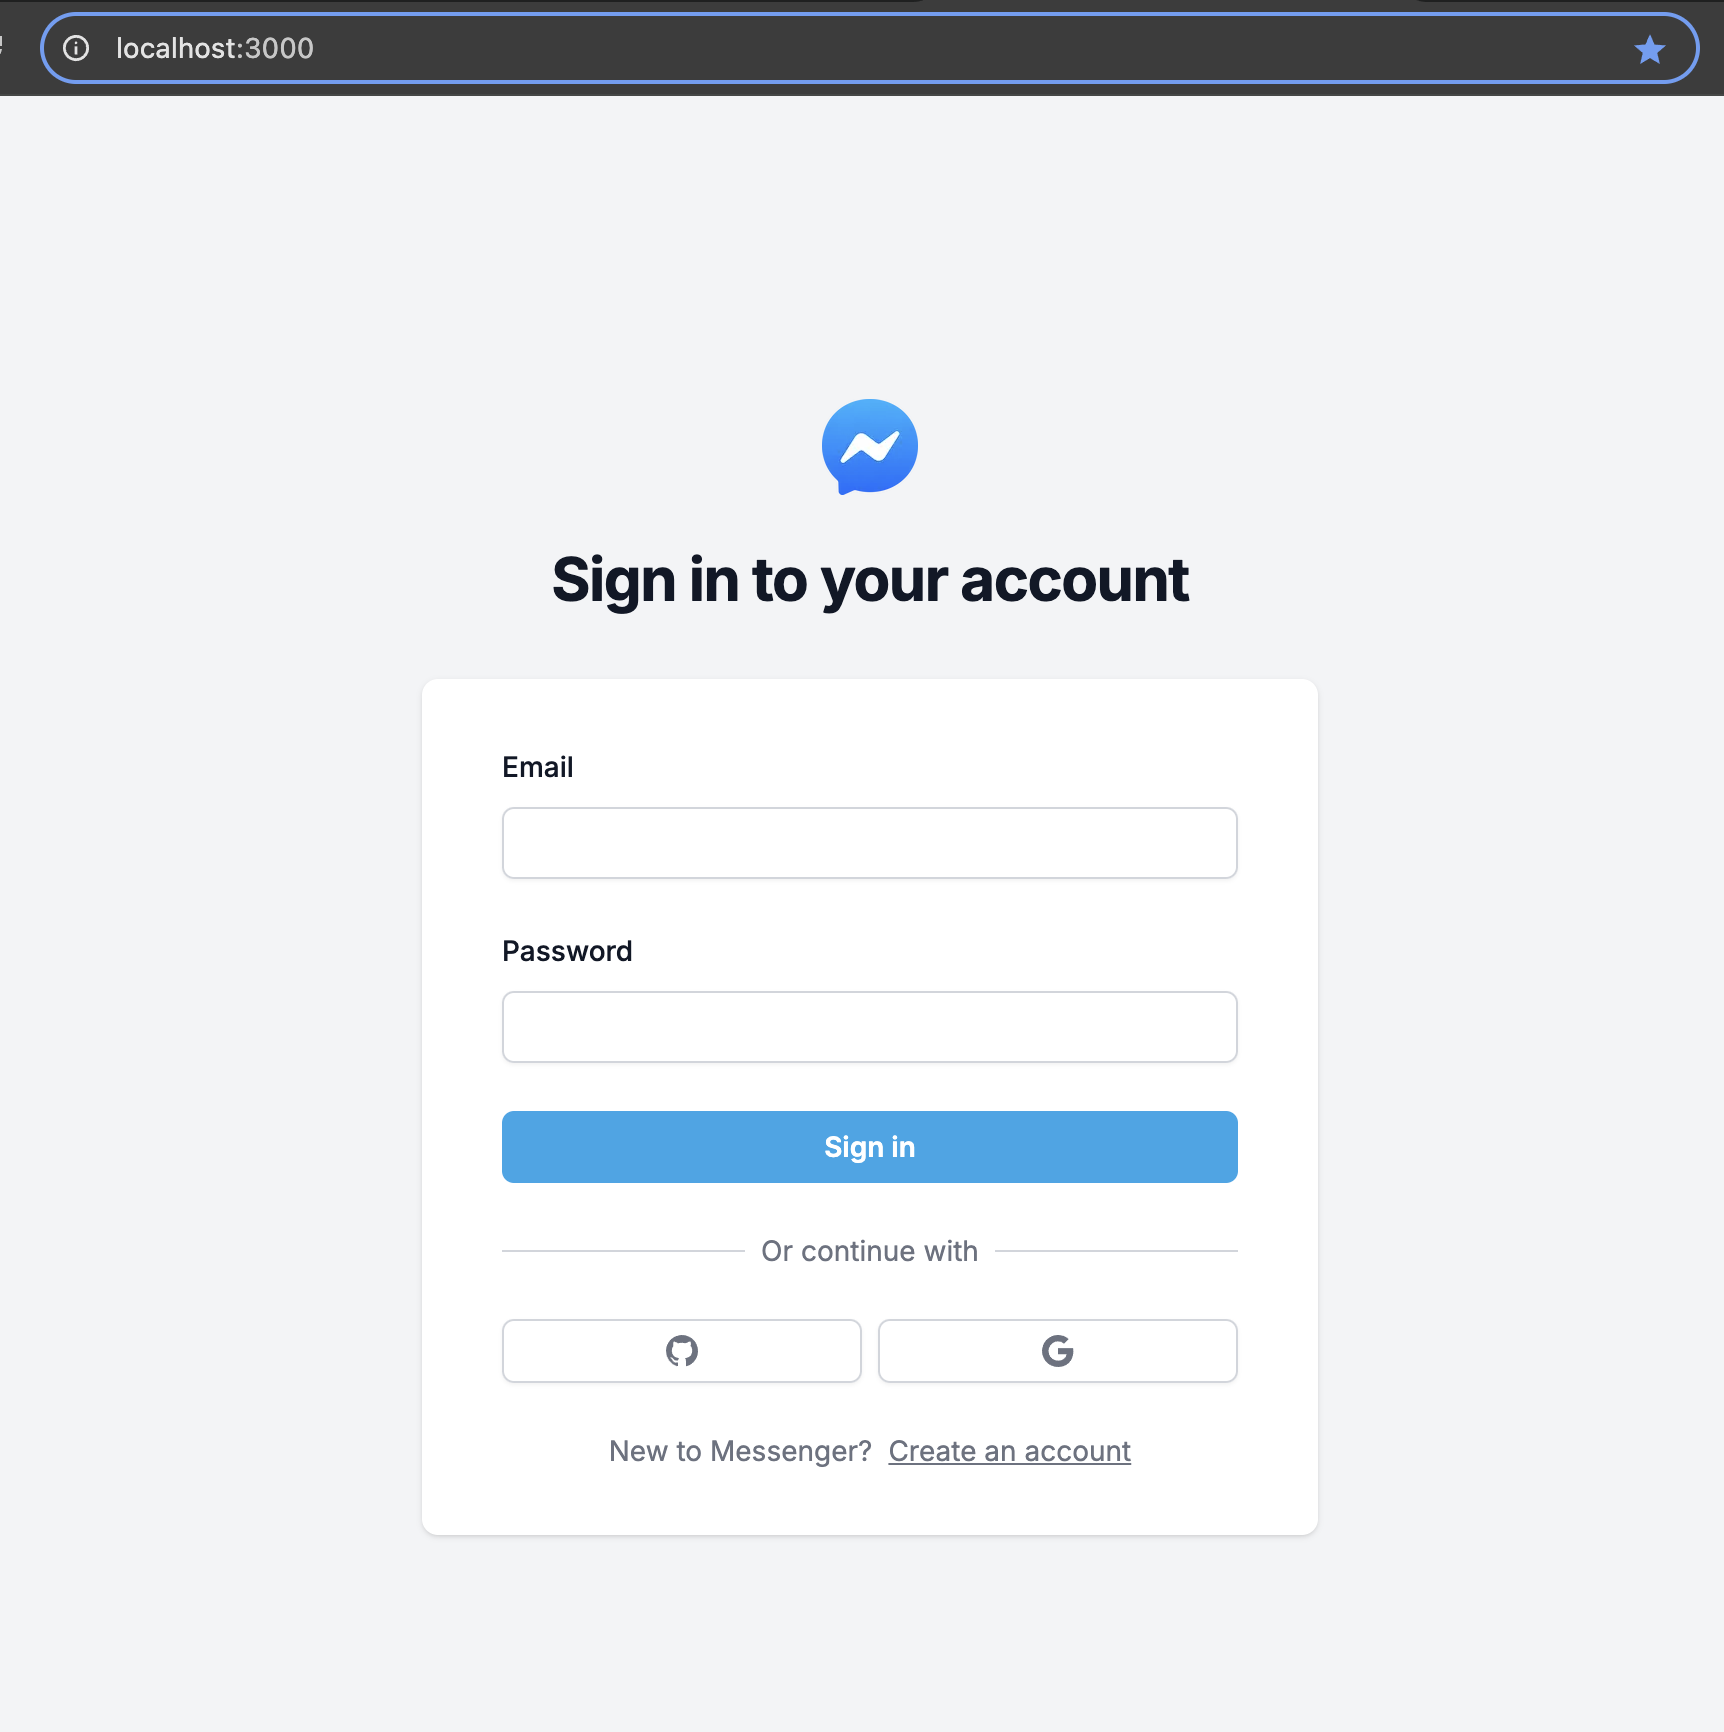 localhost:3000
Sign in to your account
Email
Password
Sign in
Or continue with
New to Messenger? Create an account